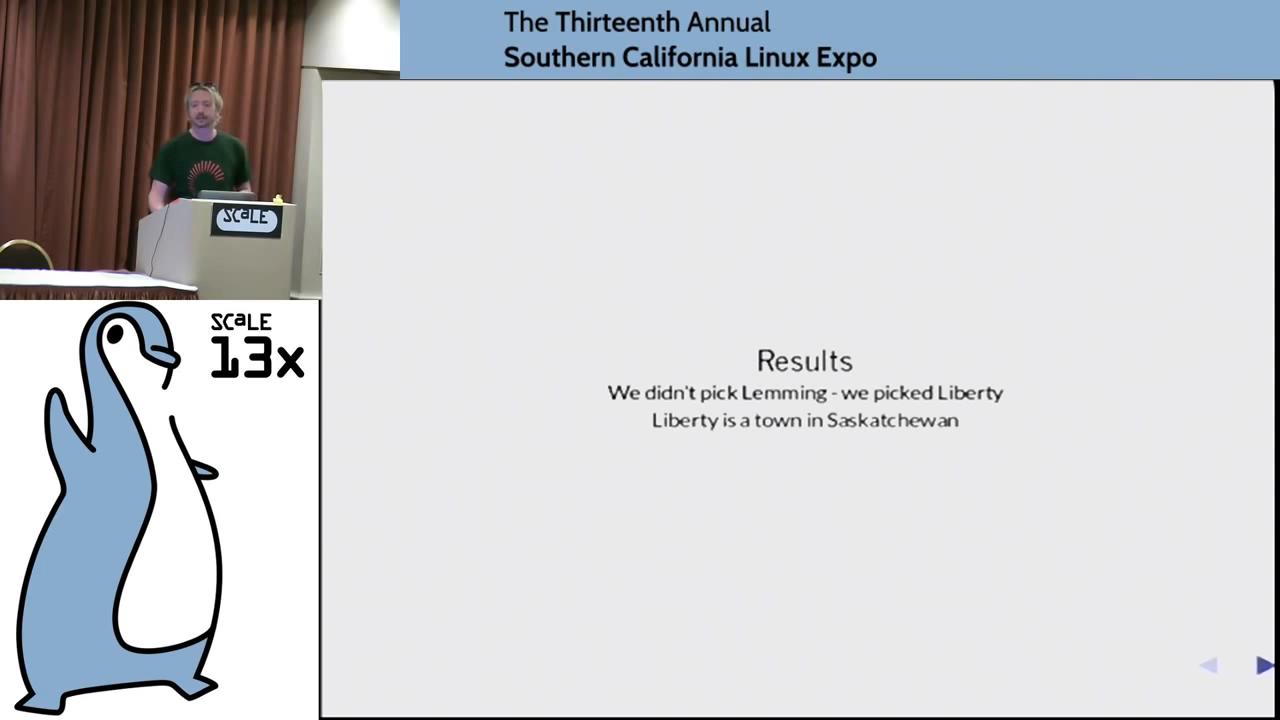 The Thirteenth Annual
Southern California Linux Expo
SCaLE
SCaLE
13x
Results
We didn't pick Lemming - we picked Liberty
Liberty is a town in Saskatchewan